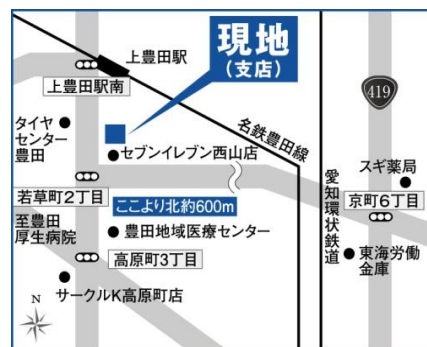 上豊田駅
現地
(支店)
上豊田駅南
419
タイヤ
センター
豊田
名鉄豊田線
セブンイレブン西山店
スギ薬局
若草町2丁目
ここより北約600m
愛知環状鉄道
京町6丁目
至豊田
厚生病院
豊田地域医療センター
高原町3丁目
東海労働
金庫
サークルK高原町店
N